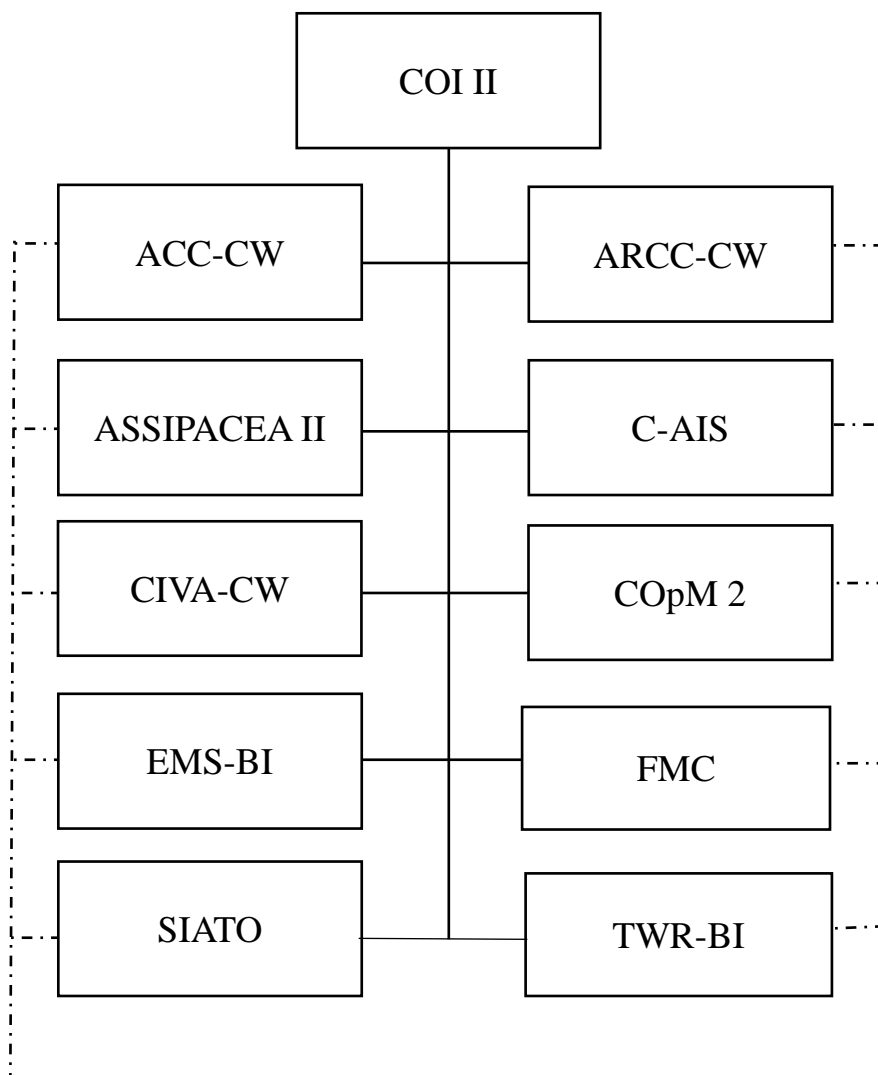 COI II
ACC-CW
ARCC-CW
ASSIPACEA II
C-AIS
CIVA-CW
COpM 2
EMS-BI
FMC
SIATO
TWR-BI